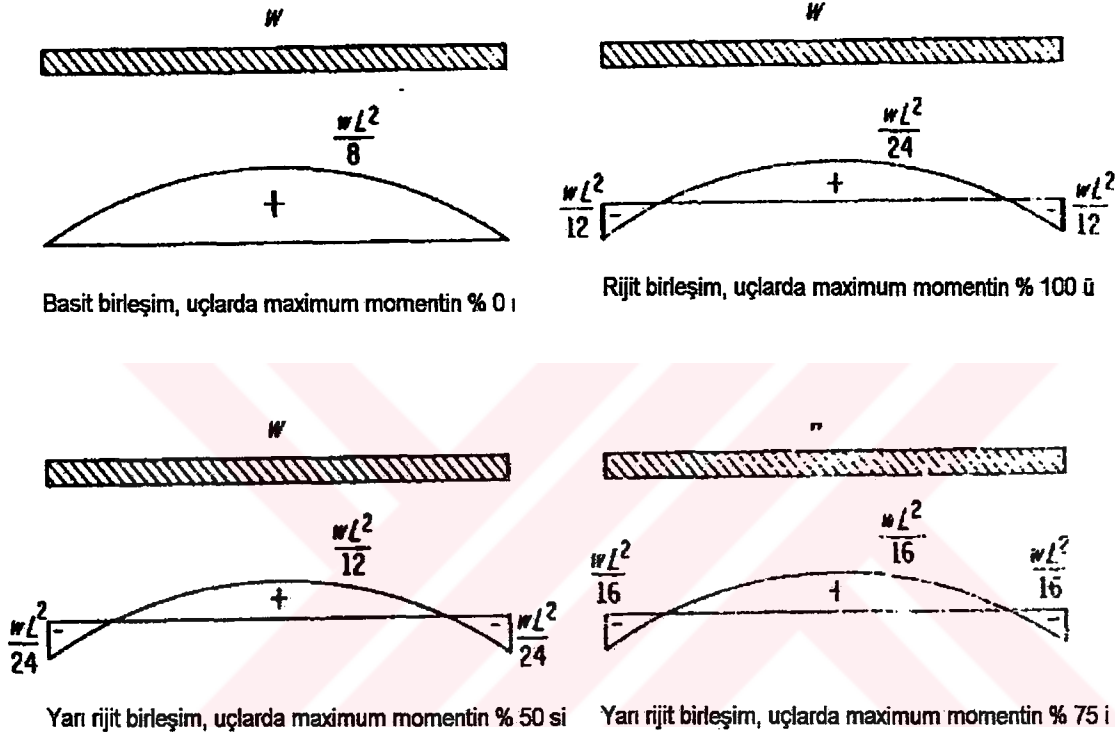 w
w
wL²
8
+
wL²
24
+
wL²
12
-
-
wL²
12
Basit birleşim, uçlarda maximum momentin % 0 ı
Rijit birleşim, uçlarda maximum momentin % 100 ü
w
wL²
12
+
wL²
24
-
-
wL²
24
wL²
16
+
wL²
16
-
-
wL²
16
Yarı rijit birleşim, uçlarda maximum momentin % 50 si
Yarı rijit birleşim, uçlarda maximum momentin % 75 i